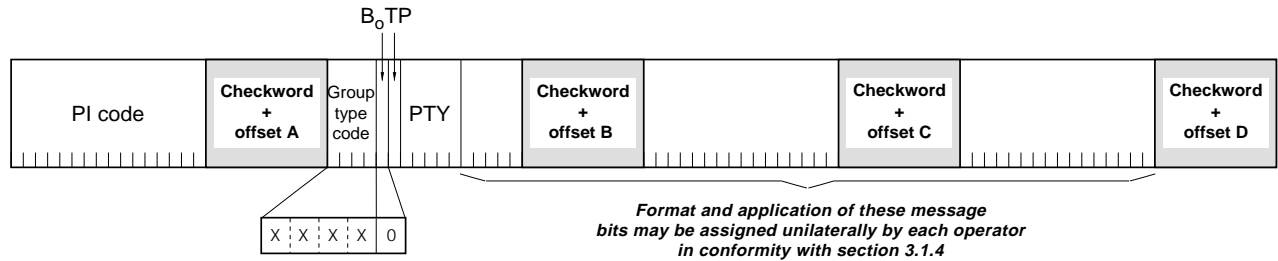 BoTP
PI code
Checkword
+
offset A
Group
type
code
PTY
Checkword
+
offset B
Checkword
+
offset C
Checkword
+
offset D
X X X X 0
Format and application of these message
bits may be assigned unilaterally by each operator
in conformity with section 3.1.4